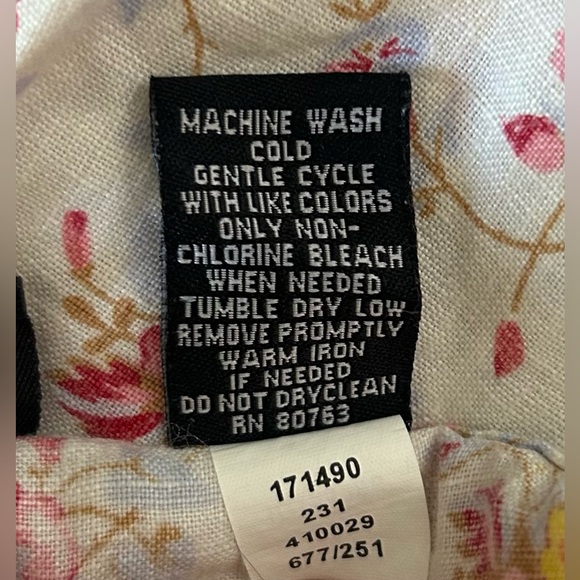 MACHINE WASH
COLD
GENTLE CYCLE
WITH LIKE COLORS
ONLY NON-
CHLORINE BLEACH
WHEN NEEDED
TUMBLE DRY LOW
REMOVE PROMPTLY
WARM IRON
IF NEEDED
DO NOT DRYCLEAN
RN 80763
171490
231
410029
677/251